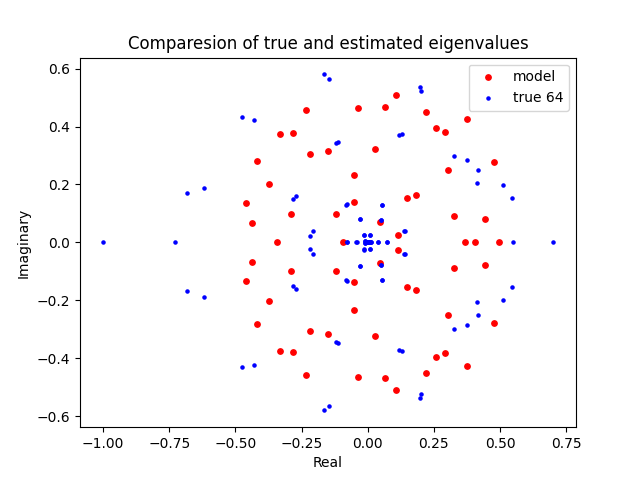 Comparesion of true and estimated eigenvalues
model
true 64
Imaginary
0.6
0.4
0.2
0.0
−0.2
−0.4
−0.6
−1.00 −0.75 −0.50 −0.25 0.00 0.25 0.50 0.75
Real